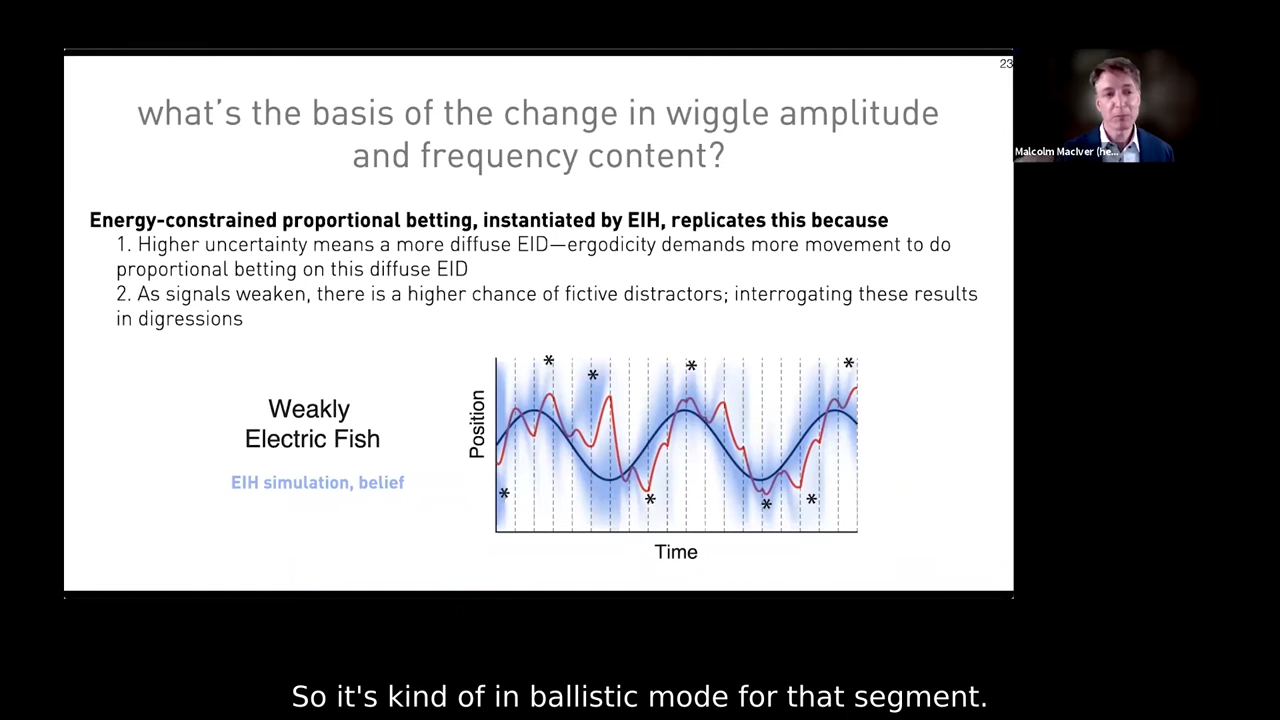 23
what's the basis of the change in wiggle amplitude
and frequency content?
Malcolm MacIver (he...
Energy-constrained proportional betting, instantiated by EIH, replicates this because
1. Higher uncertainty means a more diffuse EID—ergodicity demands more movement to do
proportional betting on this diffuse EID
2. As signals weaken, there is a higher chance of fictive distractors; interrogating these results
in digressions
Weakly
Electric Fish
EIH simulation, belief
Position
* * * * * * * *
Time
So it's kind of in ballistic mode for that segment.